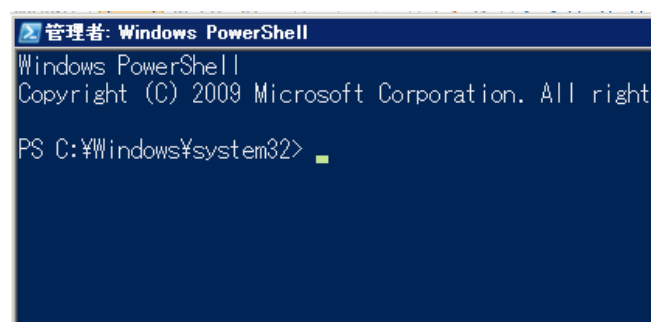 管理者: Windows PowerShell
Windows PowerShell
Copyright (C) 2009 Microsoft Corporation. All right
PS C:¥Windows¥system32>